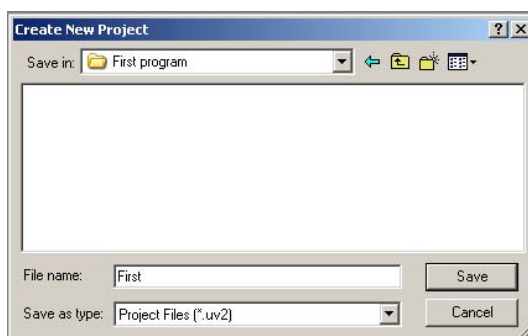 Create New Project
Save in: First program
File name: First
Save
Save as type: Project Files (*.uv2)
Cancel